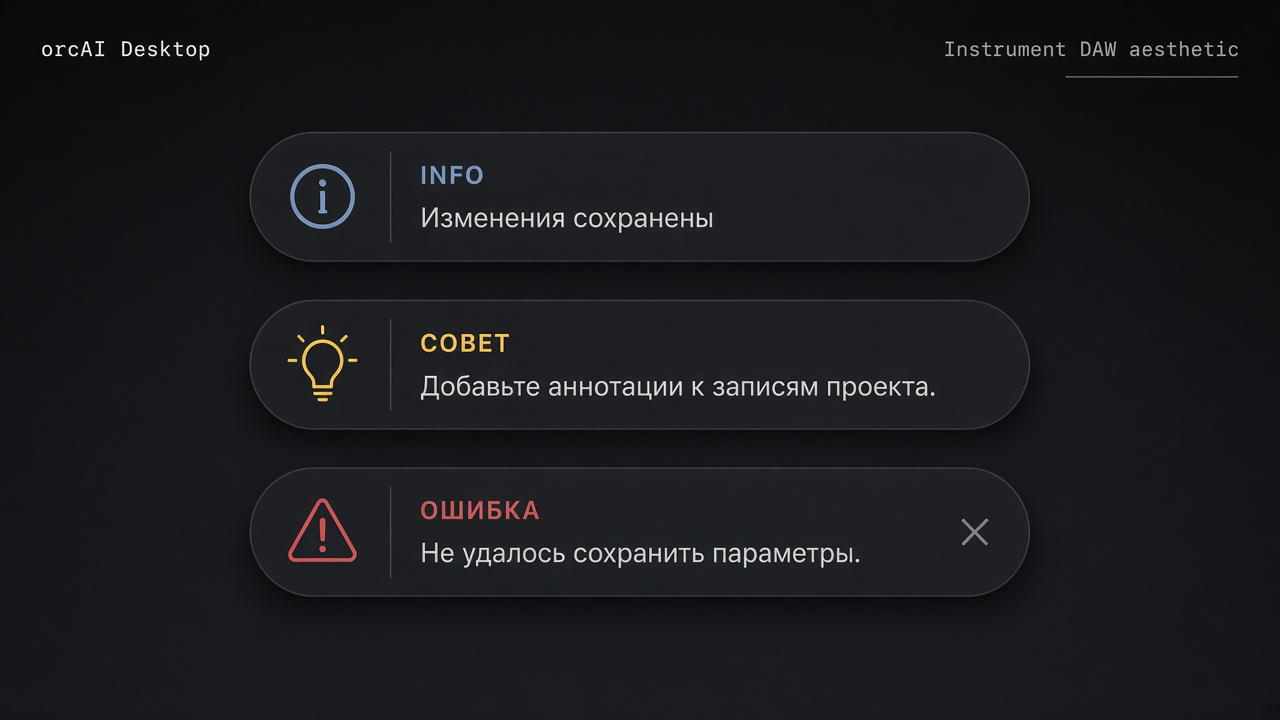 orcAI Desktop
Instrument DAW aesthetic
INFO
Изменения сохранены
СОВЕТ
Добавьте аннотации к записям проекта.
ОШИБКА
Не удалось сохранить параметры.